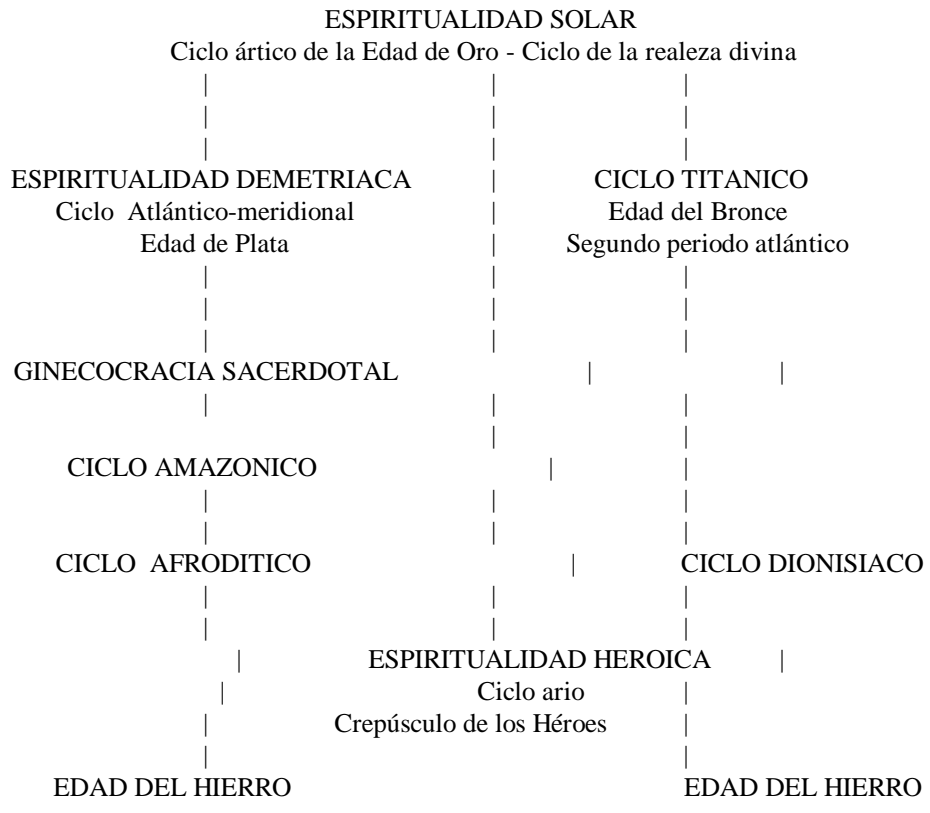 ESPIRITUALIDAD SOLAR
Ciclo ártico de la Edad de Oro - Ciclo de la realeza divina
| | |
| | |
| | |
ESPIRITUALIDAD DEMETRIACA | CICLO TITANICO
Ciclo Atlántico-meridional | Edad del Bronce
Edad de Plata | Segundo periodo atlántico
| | |
| | |
| | |
GINECOCRACIA SACERDOTAL | |
| | |
| |
CICLO AMAZONICO | |
| | |
| | |
CICLO AFRODITICO | CICLO DIONISIACO
| | |
| | |
| ESPIRITUALIDAD HEROICA |
| Ciclo ario |
| Crepúsculo de los Héroes |
| |
EDAD DEL HIERRO EDAD DEL HIERRO